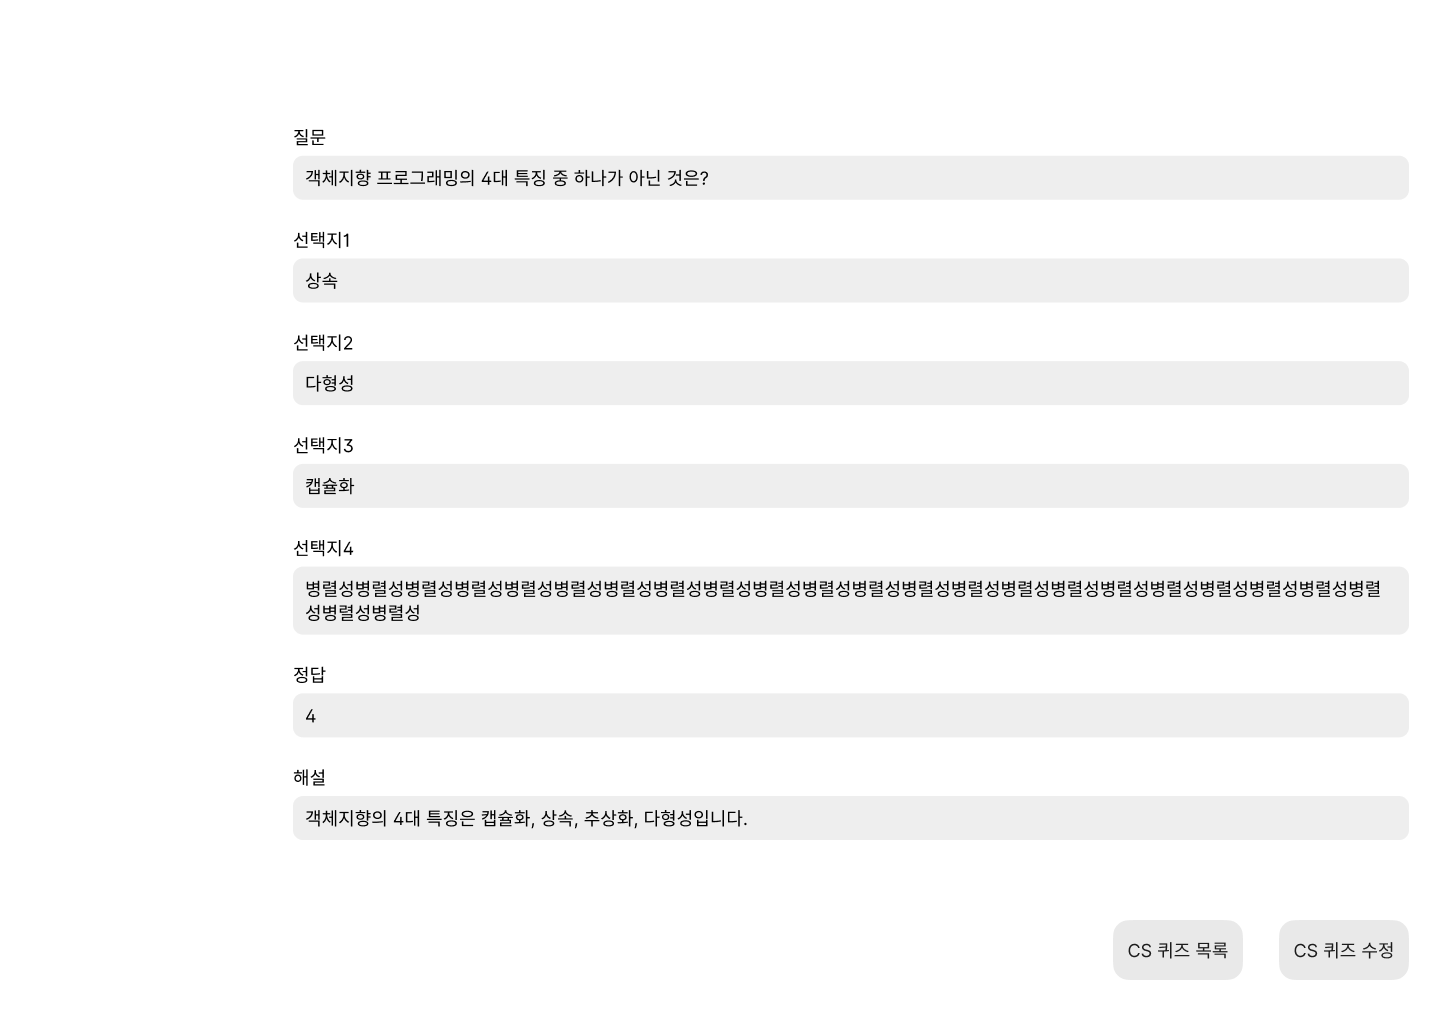 질문
객체지향 프로그래밍의 4대 특징 중 하나가 아닌 것은?
선택지1
상속
선택지2
다형성
선택지3
캡슐화
선택지4
병렬성병렬성병렬성병렬성병렬성병렬성병렬성병렬성병렬성병렬성병렬성병렬성병렬성병렬성병렬성병렬성병렬성병렬성병렬성병렬성병렬성병렬
성병렬성병렬성
정답
4
해설
객체지향의 4대 특징은 캡슐화, 상속, 추상화, 다형성입니다.
CS 퀴즈 목록
CS 퀴즈 수정